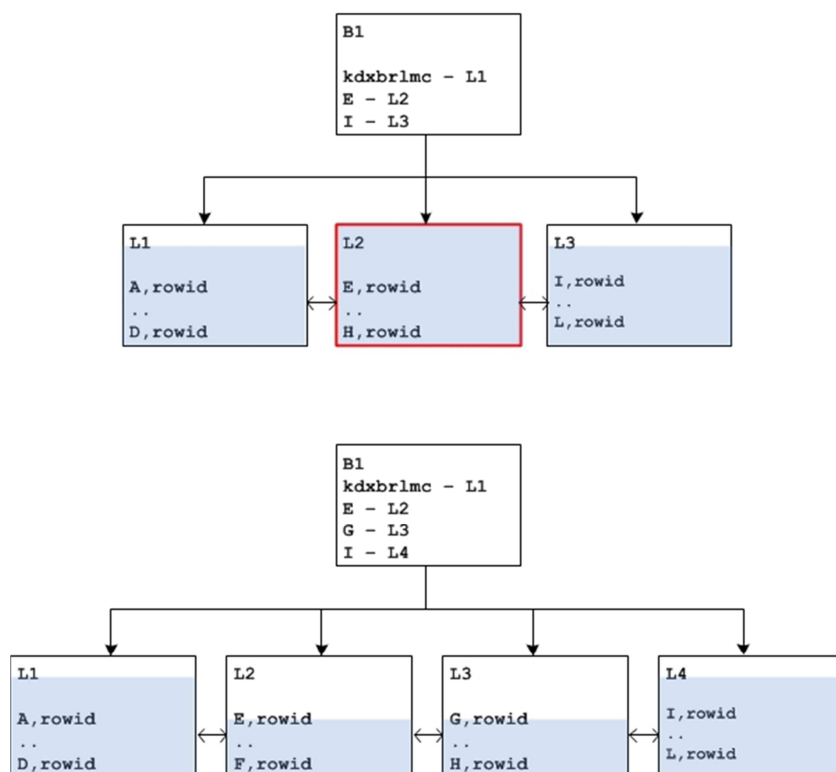 B1
kdxbrlmc - L1
E - L2
I - L3
L1
A,rowid
..
D,rowid
L2
E,rowid
..
H,rowid
L3
I,rowid
..
L,rowid
B1
kdxbrlmc - L1
E - L2
G - L3
I - L4
L1
A,rowid
..
D,rowid
L2
E,rowid
..
F,rowid
L3
G,rowid
..
H,rowid
L4
I,rowid
..
L,rowid